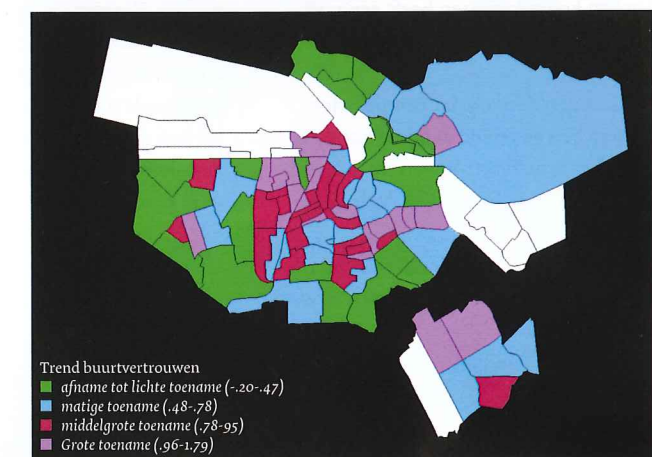 Trend buurtvertrouwen
afname tot lichte toename (-.20-.47)
matige toename (.48-.78)
middelgrote toename (.78-95)
Grote toename (.96-1.79)